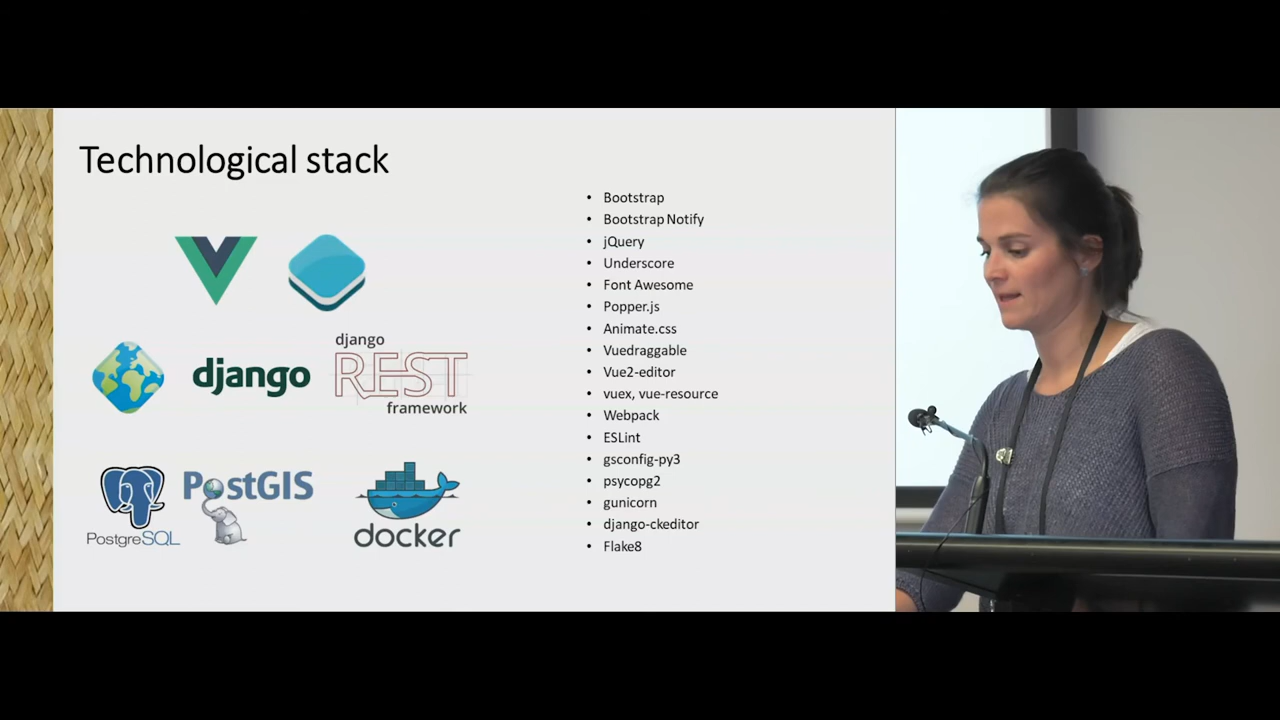 Technological stack
django
django
REST
framework
PostgreSQL
PostGIS
docker
• Bootstrap
• Bootstrap Notify
• jQuery
• Underscore
• Font Awesome
• Popper.js
• Animate.css
• Vuedraggable
• Vue2-editor
• vuex, vue-resource
• Webpack
• ESLint
• gsconfig-py3
• psycopg2
• gunicorn
• django-ckeditor
• Flake8